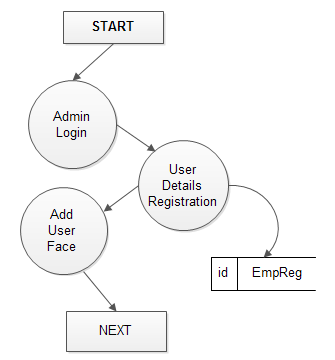 START
Admin
Login
User
Details
Registration
Add
User
Face
id EmpReg
NEXT